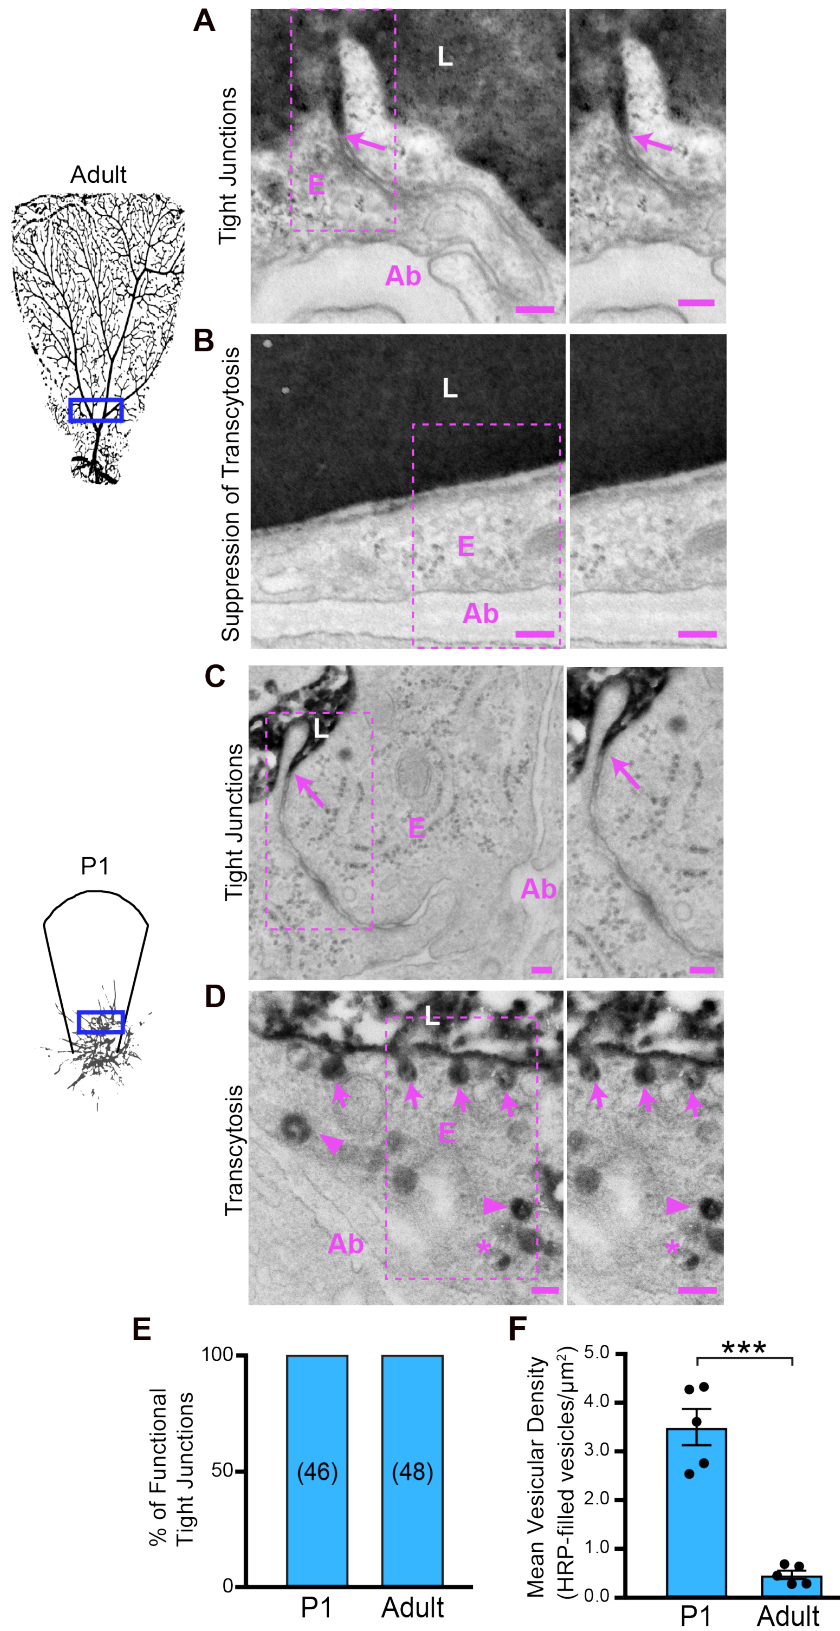 A
Tight Junctions
L
E
Ab
Adult
B
Suppression of Transcytosis
L
E
Ab
C
Tight Junctions
L
E
Ab
P1
D
Transcytosis
L
E
Ab
*
*
E
% of Functional
Tight Junctions
100
50
0
(46)
(48)
P1
Adult
F
Mean Vesicular Density
(HRP-filled vesicles/μm²)
5.0
4.0
3.0
2.0
1.0
0.0
***
P1
Adult